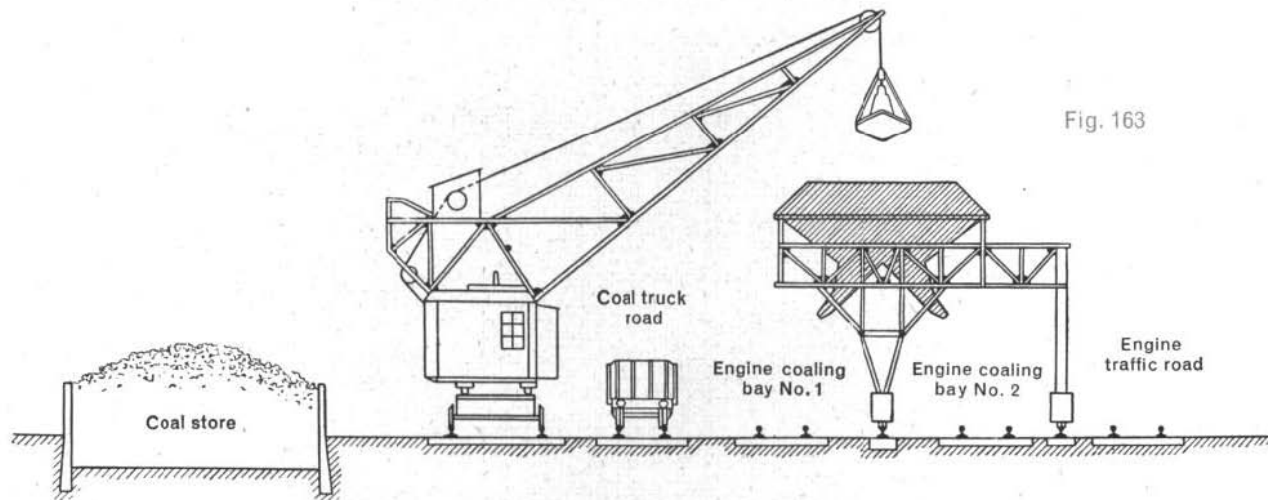 Fig. 163
Coal truck
road
Engine coaling
bay No. 1
Engine coaling
bay No. 2
Engine
traffic road
Coal store